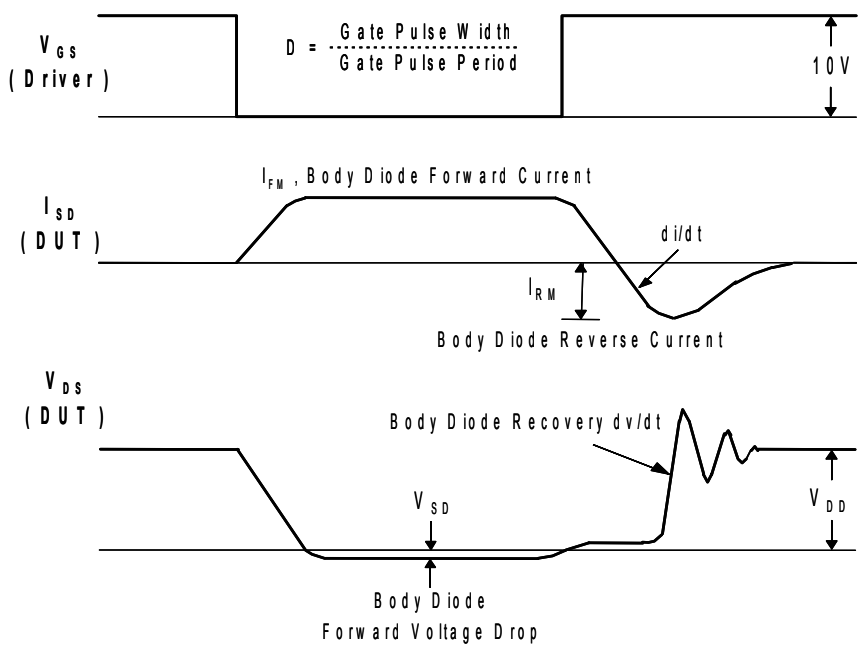 V_GS
(Driver)
D = Gate Pulse Width
Gate Pulse Period
10V
I_FM , Body Diode Forward Current
I_SD
(DUT)
di/dt
I_RM
Body Diode Reverse Current
V_DS
(DUT)
Body Diode Recovery dv/dt
V_SD
V_DD
Body Diode
Forward Voltage Drop